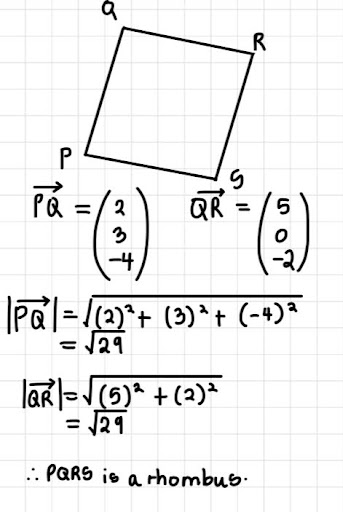 Q
R
P
S
→PQ = (2 3 -4) →QR = (5 0 -2)
|→PQ| = √((2)² + (3)² + (-4)²)
= √29
|→QR| = √((5)² + (2)²)
= √29
∴ PQRS is a rhombus.